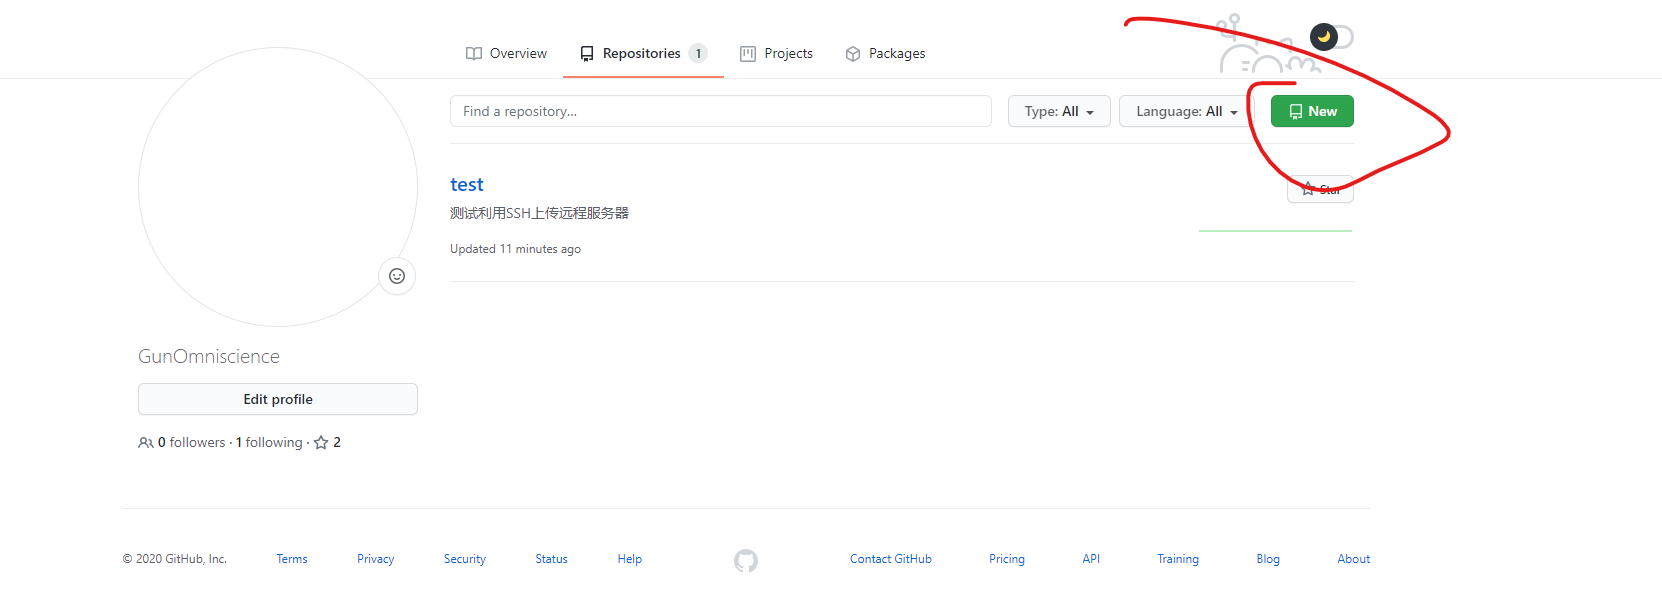 Overview Repositories 1 Projects Packages
Find a repository... Type: All Language: All New
test Star
测试利用SSH上传远程服务器
Updated 11 minutes ago
GunOmniscience
Edit profile
0 followers · 1 following · 2
© 2020 GitHub, Inc. Terms Privacy Security Status Help Contact GitHub Pricing API Training Blog About